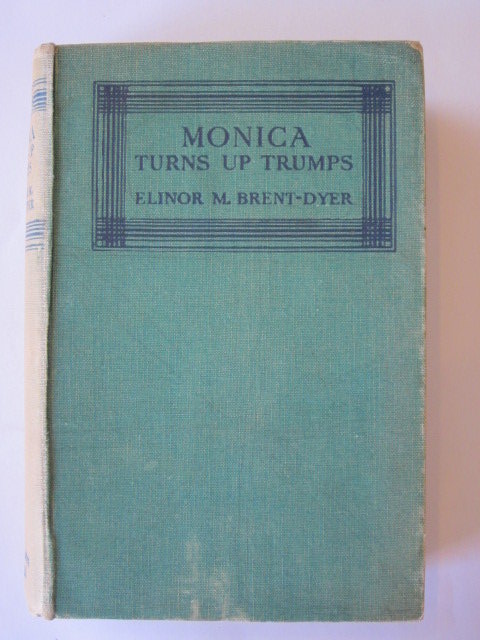 MONICA
TURNS UP TRUMPS
ELINOR M. BRENT-DYER